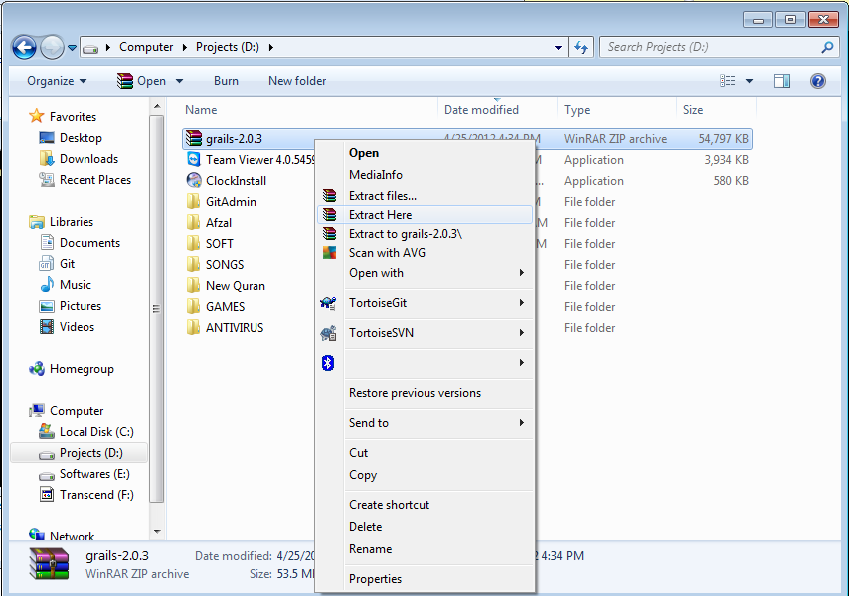 Computer Projects (D:)
Search Projects (D:)
Organize Open Burn New folder
Name Date modified Type Size
Favorites
Desktop
Downloads
Recent Places
Libraries
Documents
Git
Music
Pictures
Videos
Homegroup
Computer
Local Disk (C:)
Projects (D:)
Softwares (E:)
Transcend (F:)
Network
grails-2.0.3 4/25/2012 4:34 PM WinRAR ZIP archive 54,797 KB
Team Viewer 4.0.5459 Application 3,934 KB
ClockInstall Application 580 KB
GitAdmin File folder
Afzal File folder
SOFT File folder
SONGS File folder
New Quran File folder
GAMES File folder
ANTIVIRUS File folder
Open
MediaInfo
Extract files...
Extract Here
Extract to grails-2.0.3\
Scan with AVG
Open with
TortoiseGit
TortoiseSVN
Restore previous versions
Send to
Cut
Copy
Create shortcut
Delete
Rename
Properties
grails-2.0.3 Date modified: 4/25/20 2 4:34 PM
WinRAR ZIP archive Size: 53.5 M